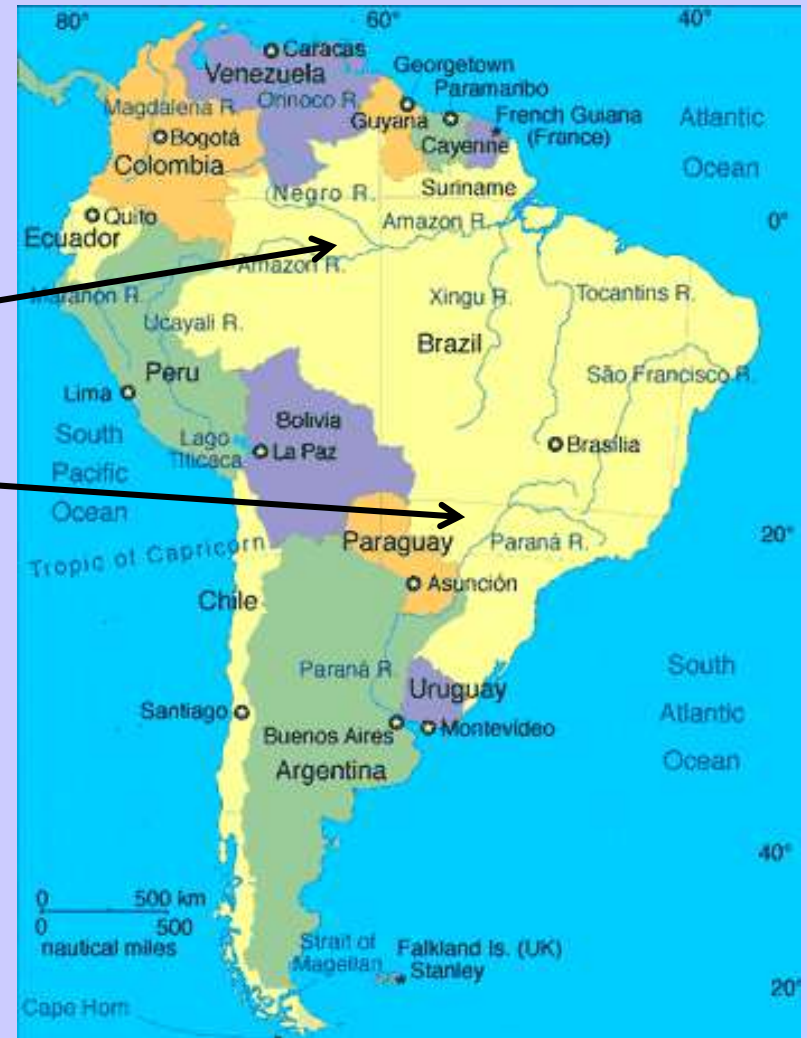 80°
60°
40°
Caracas
Venezuela
Georgetown
Paramaribo
Magdalena R.
Orinoco R.
Guyana
French Guiana
(France)
Atlantic
Ocean
Bogotá
Cayenne
Colombia
Suriname
Negro R.
Quito
Amazon R.
0°
Ecuador
Amazon R.
Marañón R.
Xingu R.
Tocantins R.
Ucayali R.
Brazil
Peru
São Francisco R.
Lima
Bolivia
South
Pacific
Ocean
Lago
Titicaca
La Paz
Brasília
Tropic of Capricorn
Paraguay
Paraná R.
20°
Asunción
Chile
Paraná R
Uruguay
South
Atlantic
Ocean
Santiago
Buenos Aires
Montevideo
Argentina
40°
0
500 km
0
500
nautical miles
Strait of
Magellan
Falkland Is. (UK)
Stanley
20°
Cape Horn